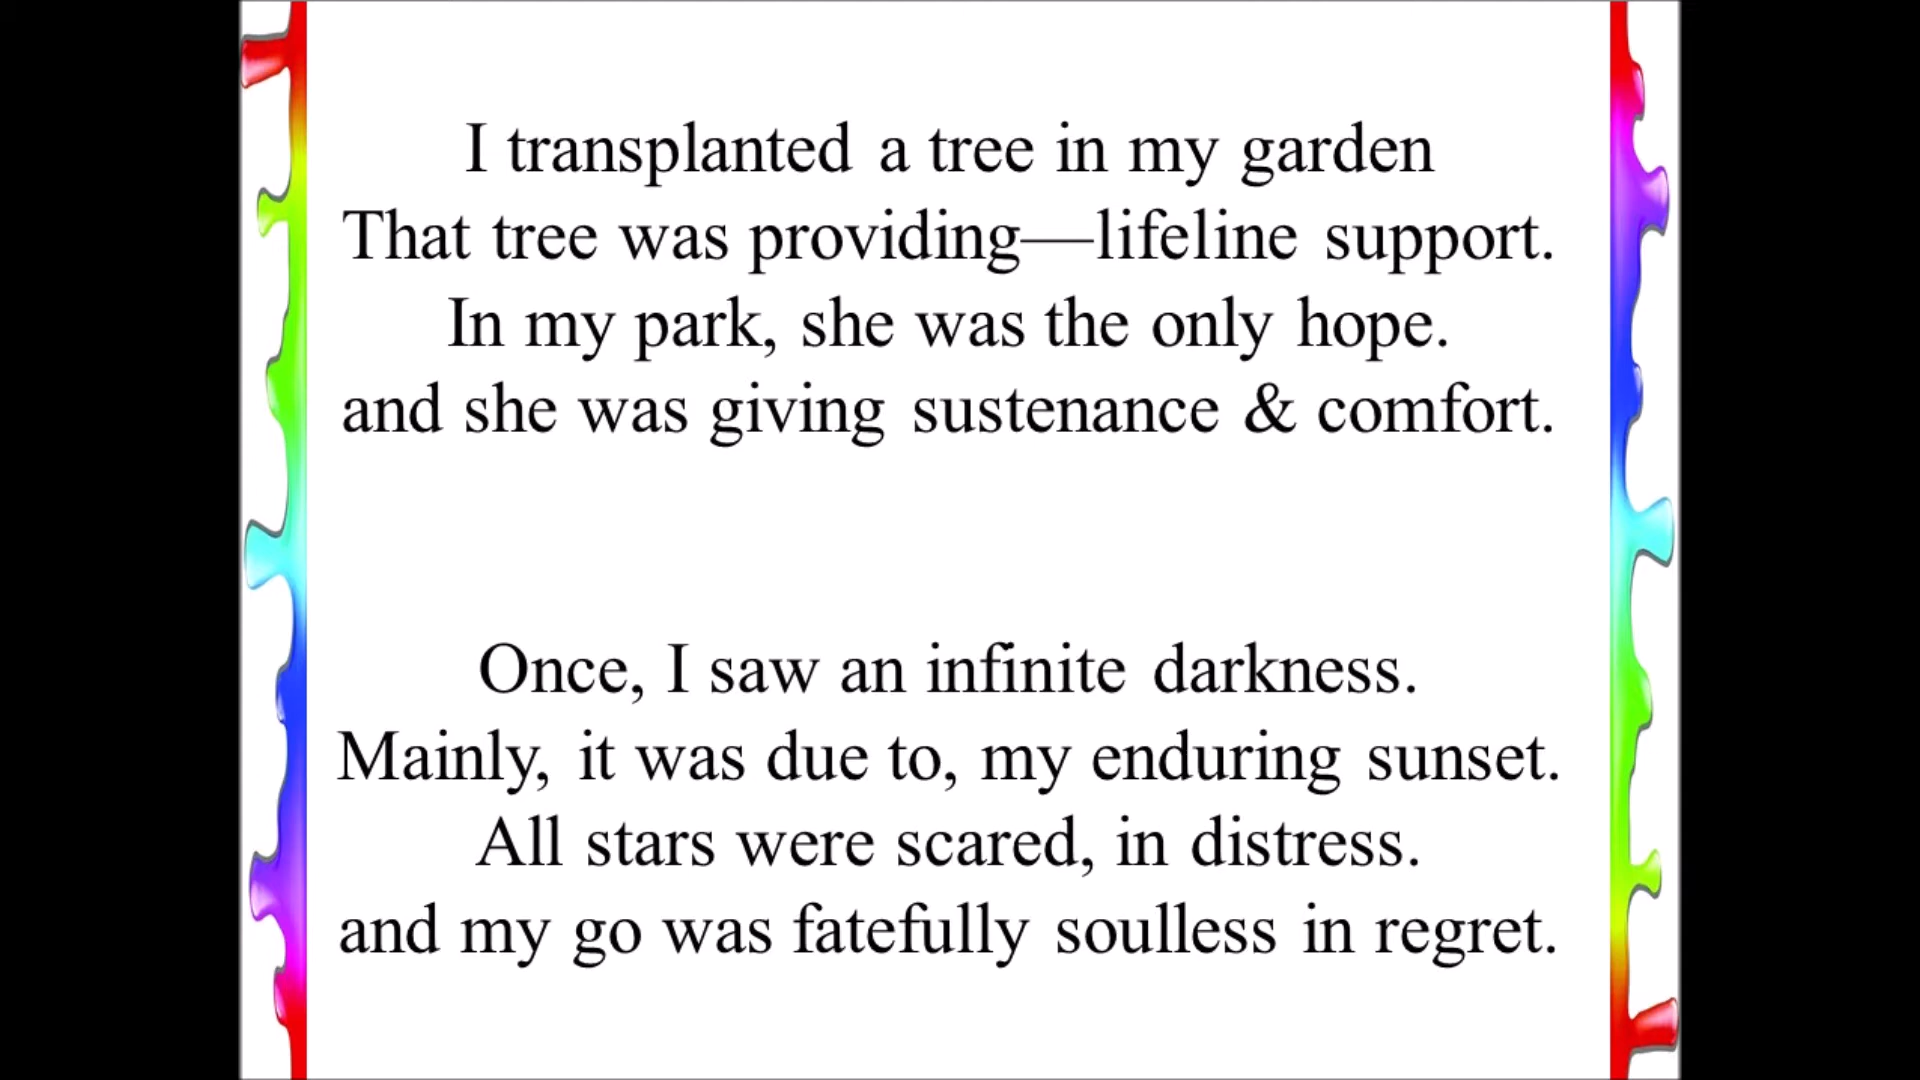 I transplanted a tree in my garden
That tree was providing—lifeline support.
In my park, she was the only hope.
and she was giving sustenance & comfort.
Once, I saw an infinite darkness.
Mainly, it was due to, my enduring sunset.
All stars were scared, in distress.
and my go was fatefully soulless in regret.